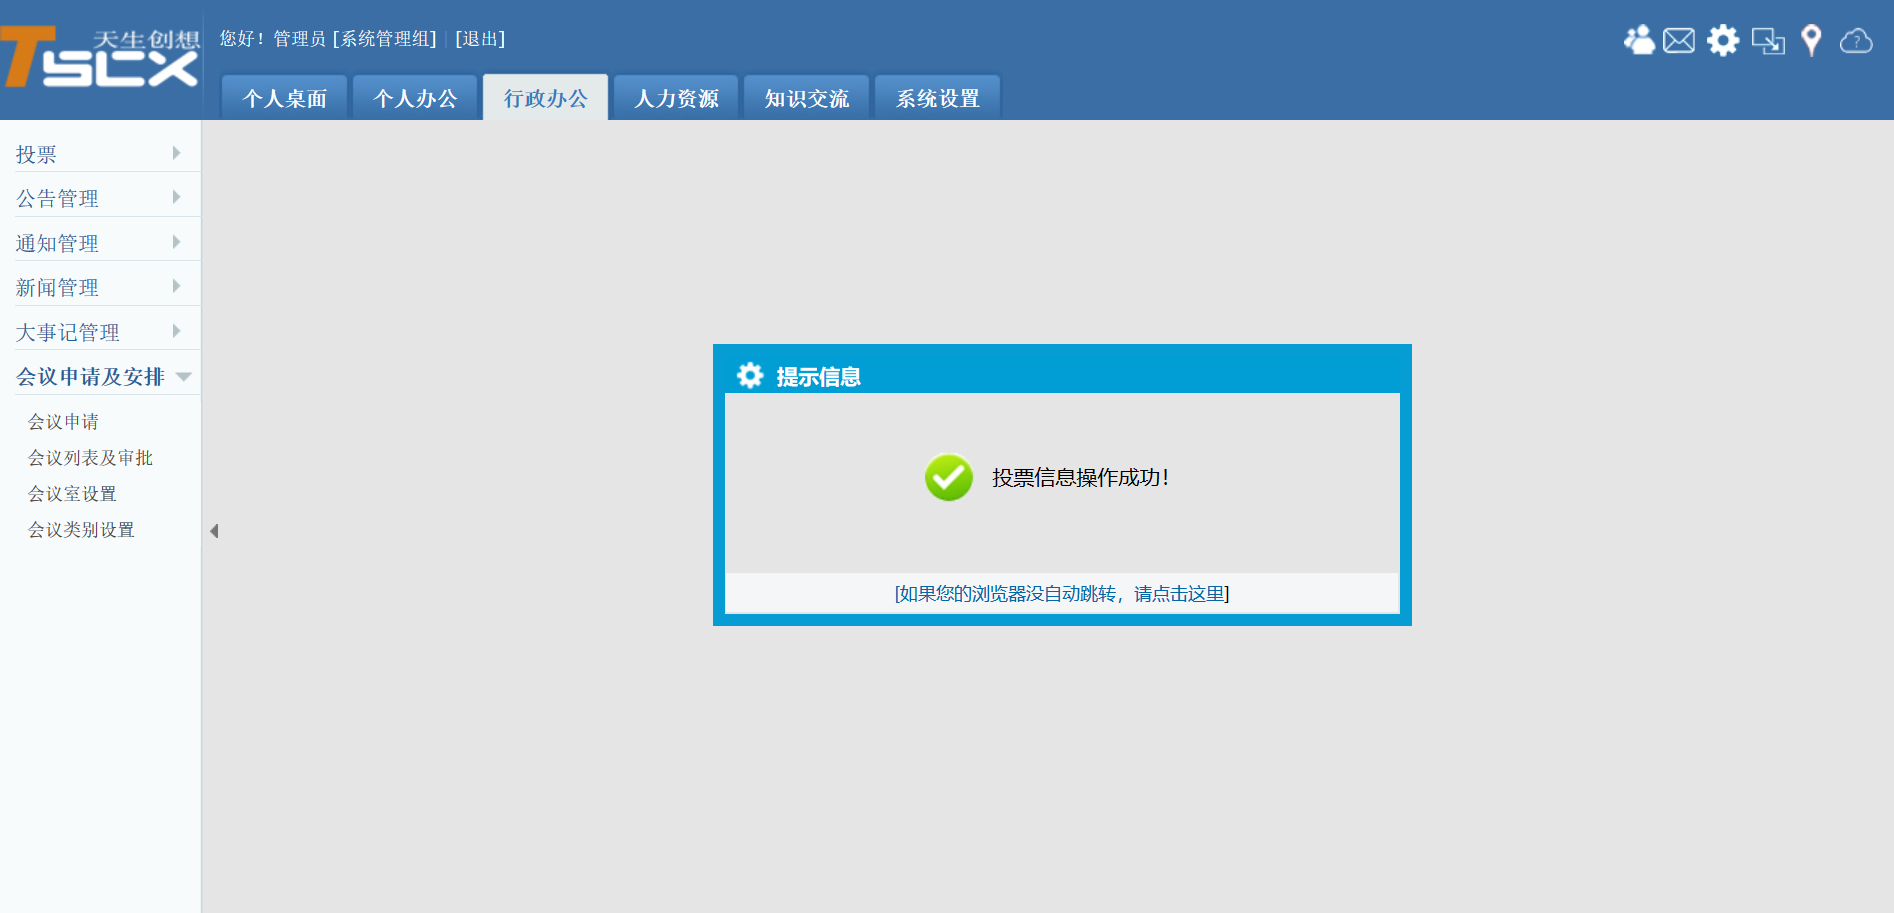 天生创想
TSCX
您好！管理员 [系统管理组] | [退出]
个人桌面
个人办公
行政办公
人力资源
知识交流
系统设置
投票
公告管理
通知管理
新闻管理
大事记管理
会议申请及安排
会议申请
会议列表及审批
会议室设置
会议类别设置
提示信息
投票信息操作成功！
[如果您的浏览器没自动跳转，请点击这里]